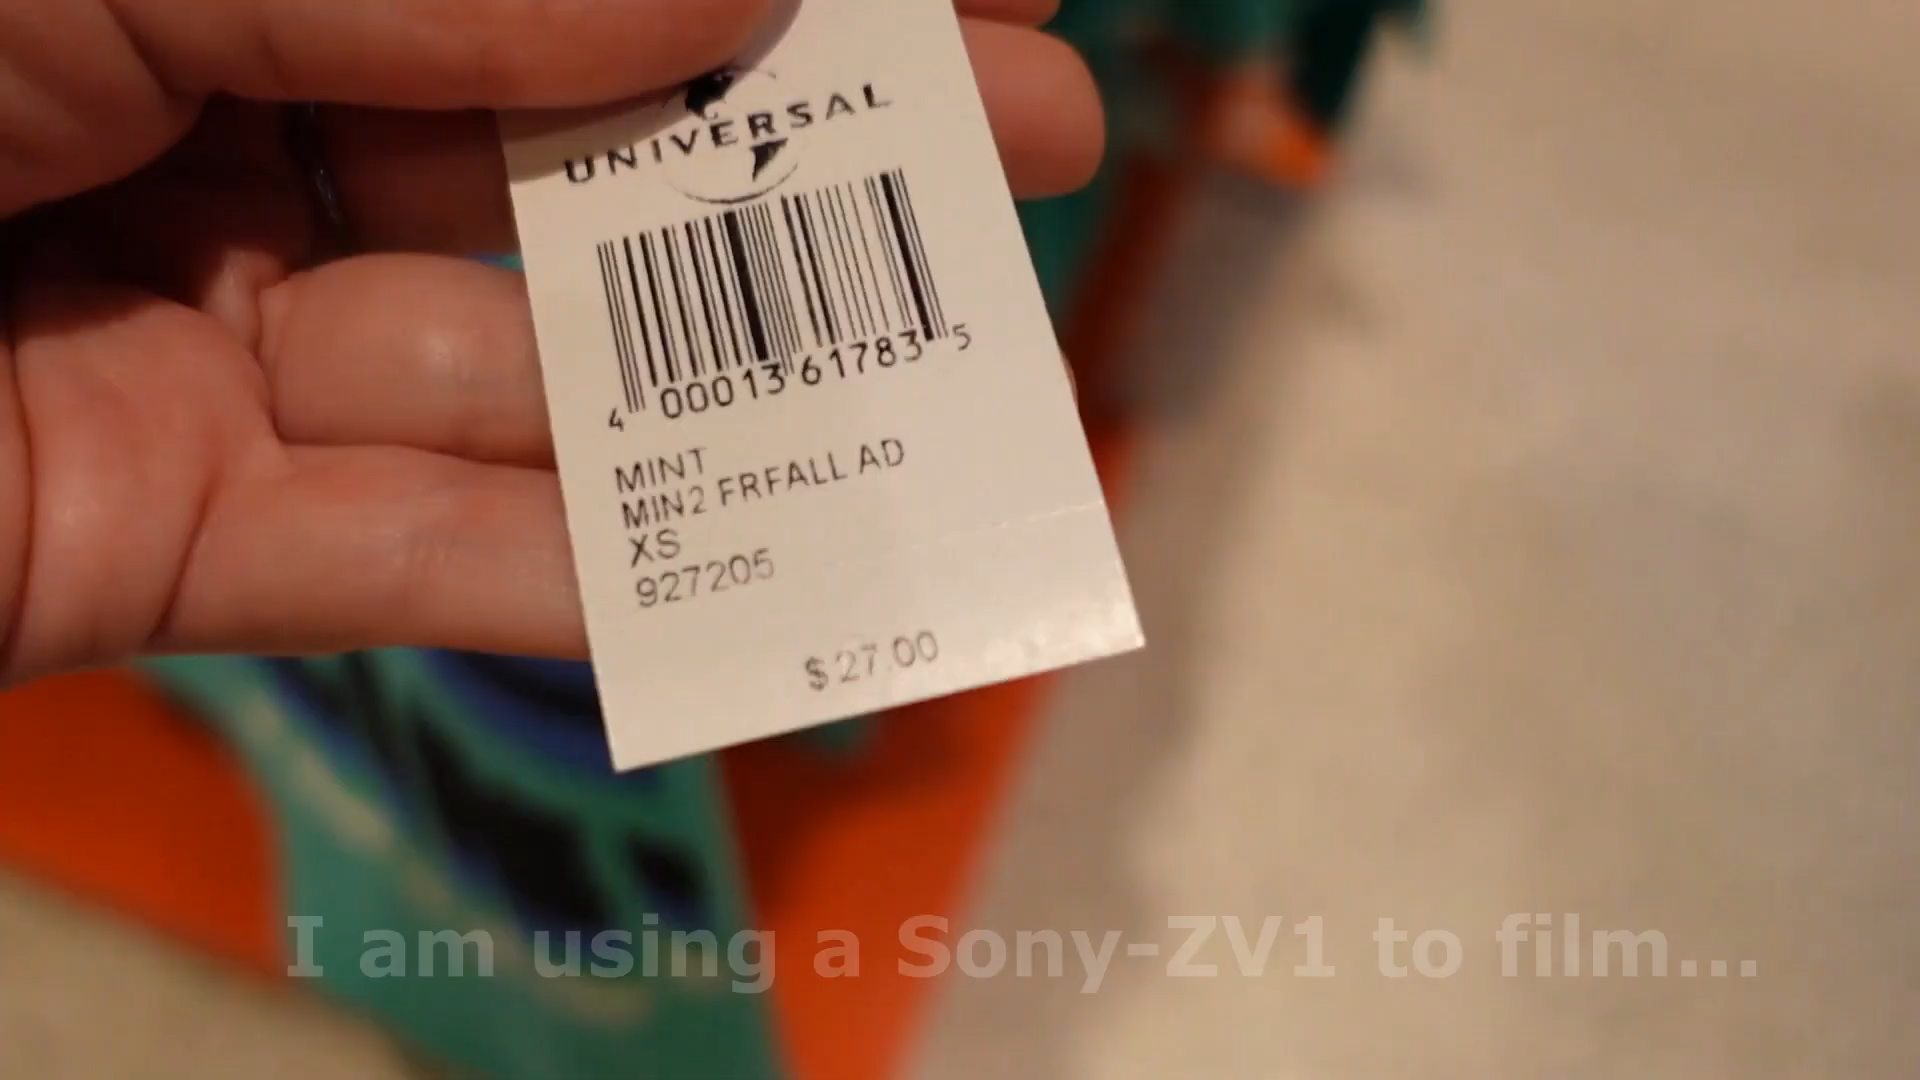 UNIVERSAL
4 00013 61783 5
MINT
MIN2 FRFALL AD
XS
927205
$27.00
I am using a Sony-ZV1 to film...